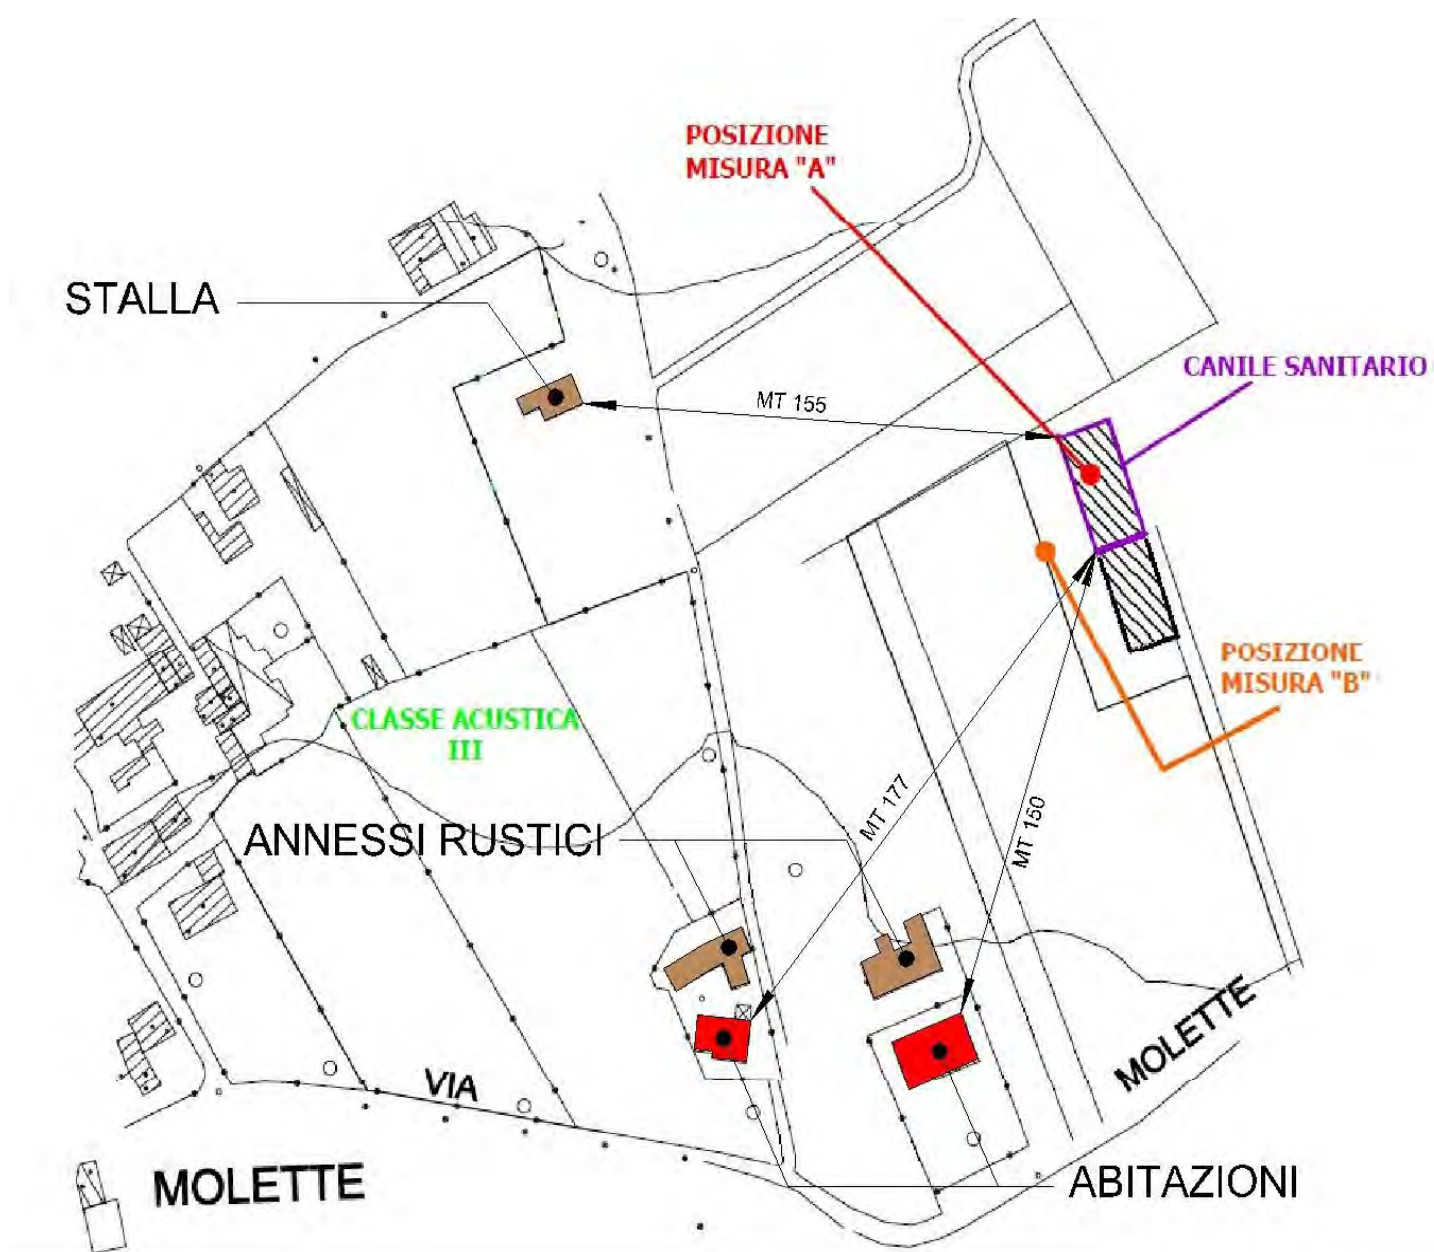 POSIZIONE
MISURA "A"
STALLA
CANILE SANITARIO
MT 155
POSIZIONE
MISURA "B"
CLASSE ACUSTICA
III
ANNESSI RUSTICI
MT 177
MT 150
VIA
MOLETTE
MOLETTE
ABITAZIONI